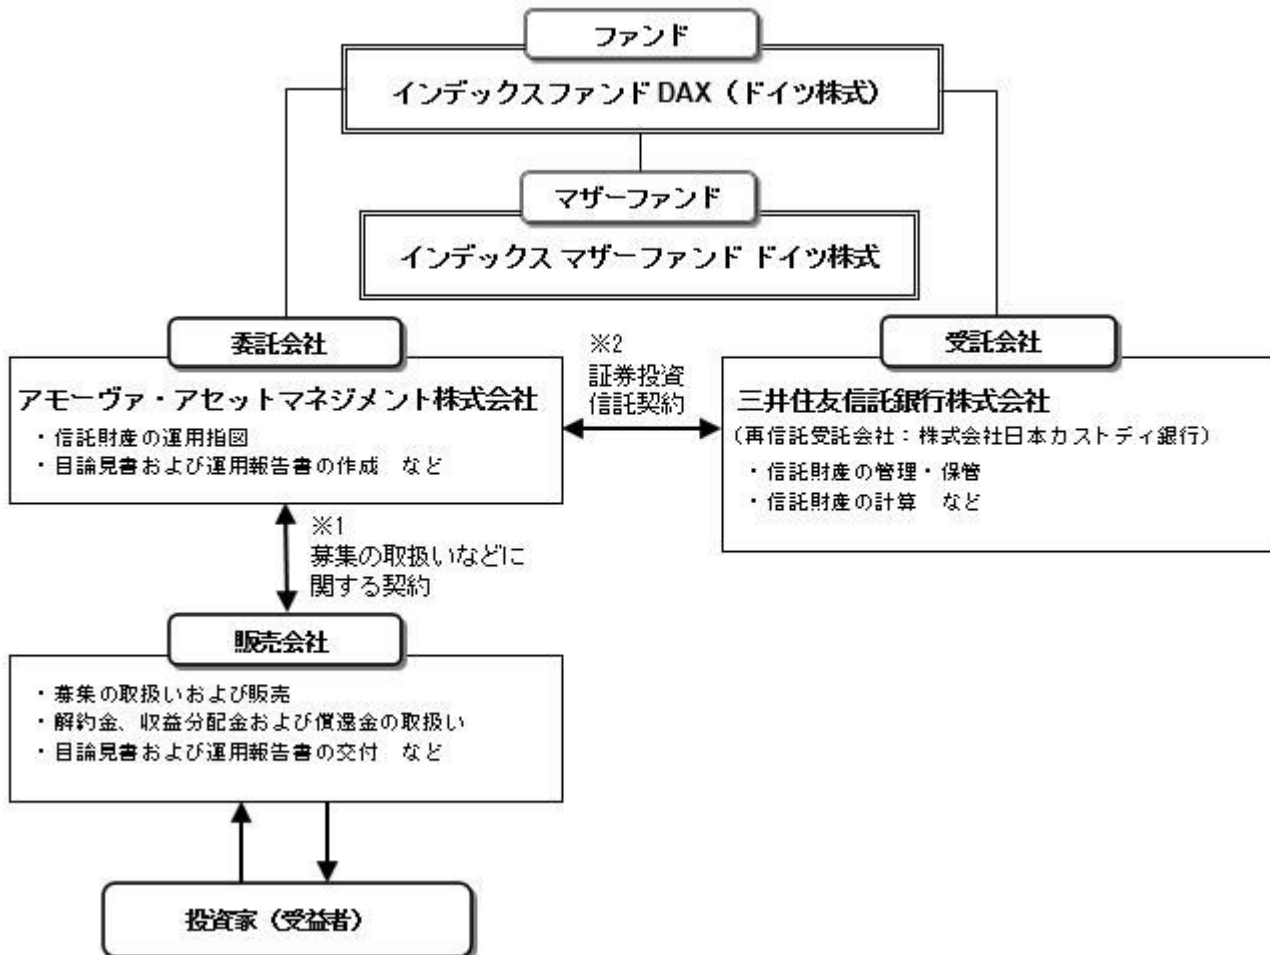 ファンド
インデックスファンド DAX(ドイツ株式)
マザーファンド
インデックス マザーファンド ドイツ株式
委託会社
アモーヴァ・アセットマネジメント株式会社
・信託財産の運用指図
・目論見書および運用報告書の作成 など
※2
証券投資
信託契約
受託会社
三井住友信託銀行株式会社
(再信託受託会社:株式会社日本カストディ銀行)
・信託財産の管理・保管
・信託財産の計算 など
※1
募集の取扱いなどに
関する契約
販売会社
・募集の取扱いおよび販売
・解約金、収益分配金および償還金の取扱い
・目論見書および運用報告書の交付 など
投資家(受益者)